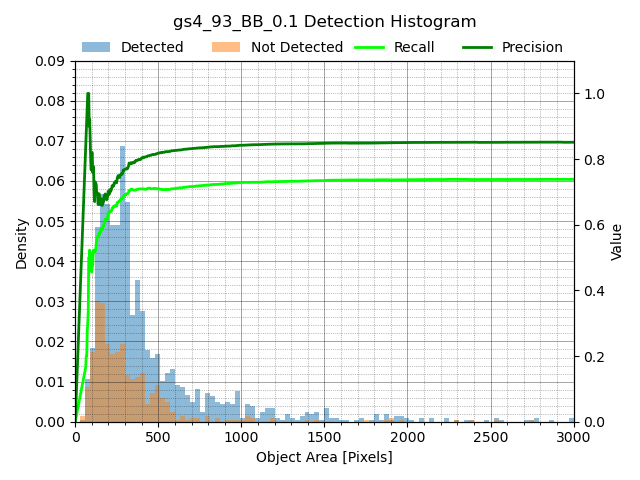 gs4_93_BB_0.1 Detection Histogram
Detected Not Detected Recall Precision
0.09
0.08
0.07
0.06
0.05
0.04
0.03
0.02
0.01
0.00
Density
1.0
0.8
0.6
0.4
0.2
0.0
Value
0 500 1000 1500 2000 2500 3000
Object Area [Pixels]